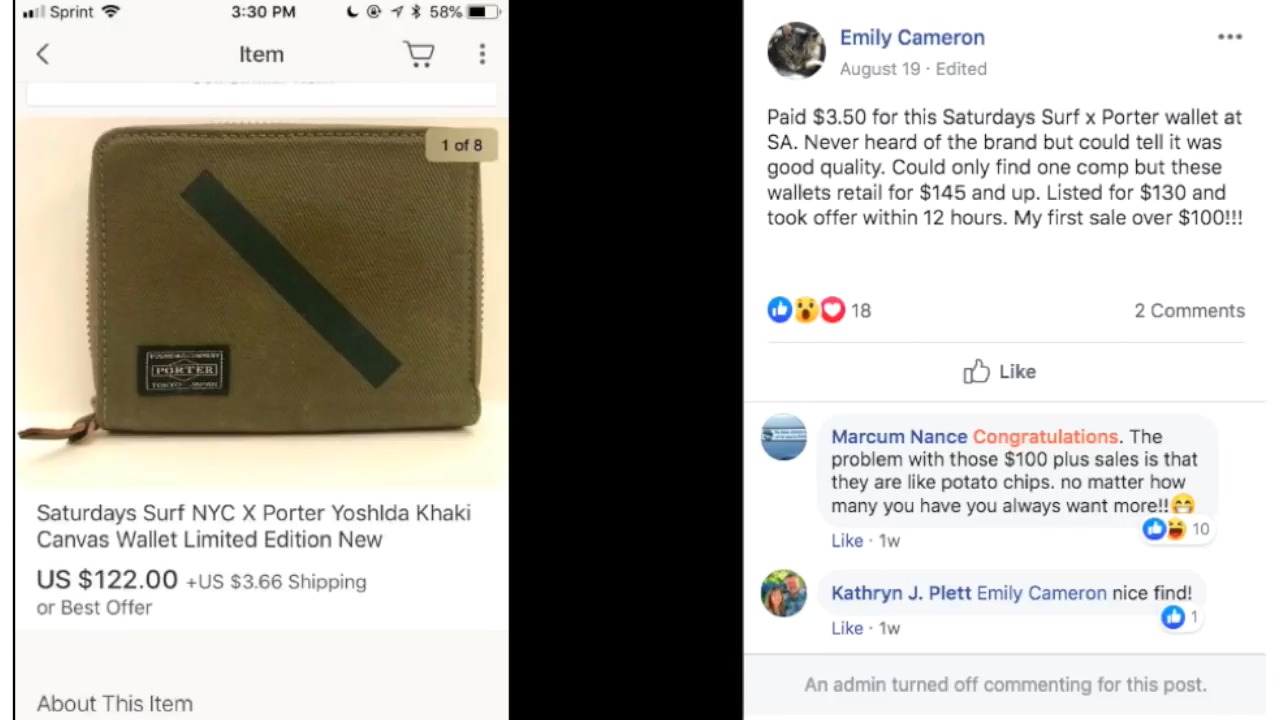 Sprint
3:30 PM
58%
Item
1 of 8
PORTER
TOKYO JAPAN
Saturdays Surf NYC X Porter YoshIda Khaki
Canvas Wallet Limited Edition New
US $122.00 +US $3.66 Shipping
or Best Offer
About This Item
Emily Cameron
August 19 · Edited
Paid $3.50 for this Saturdays Surf x Porter wallet at
SA. Never heard of the brand but could tell it was
good quality. Could only find one comp but these
wallets retail for $145 and up. Listed for $130 and
took offer within 12 hours. My first sale over $100!!!
18
2 Comments
Like
Marcum Nance Congratulations. The
problem with those $100 plus sales is that
they are like potato chips. no matter how
many you have you always want more!!😁
10
Like · 1w
Kathryn J. Plett Emily Cameron nice find!
1
Like · 1w
An admin turned off commenting for this post.